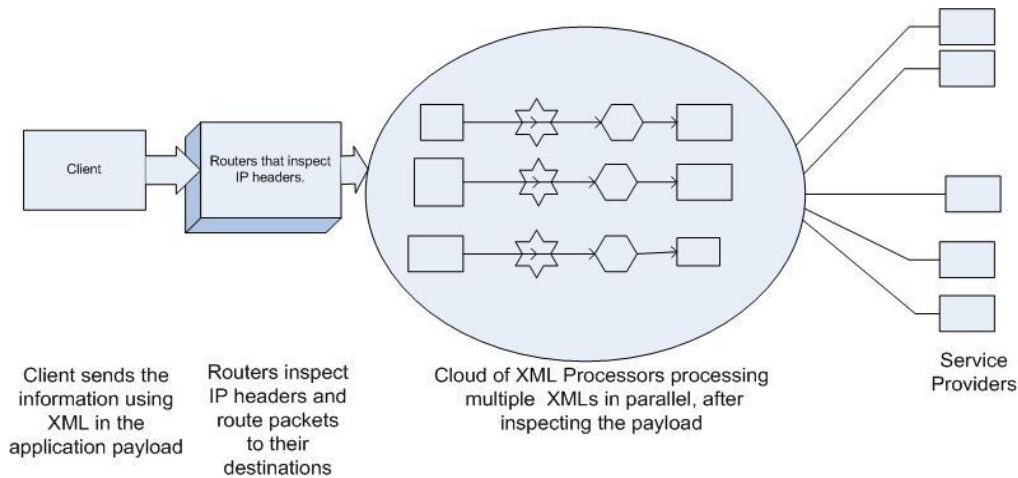 Client
Routers that inspect
IP headers.
Client sends the
information using
XML in the
application payload
Routers inspect
IP headers and
route packets
to their
destinations
Cloud of XML Processors processing
multiple XMLs in parallel, after
inspecting the payload
Service
Providers